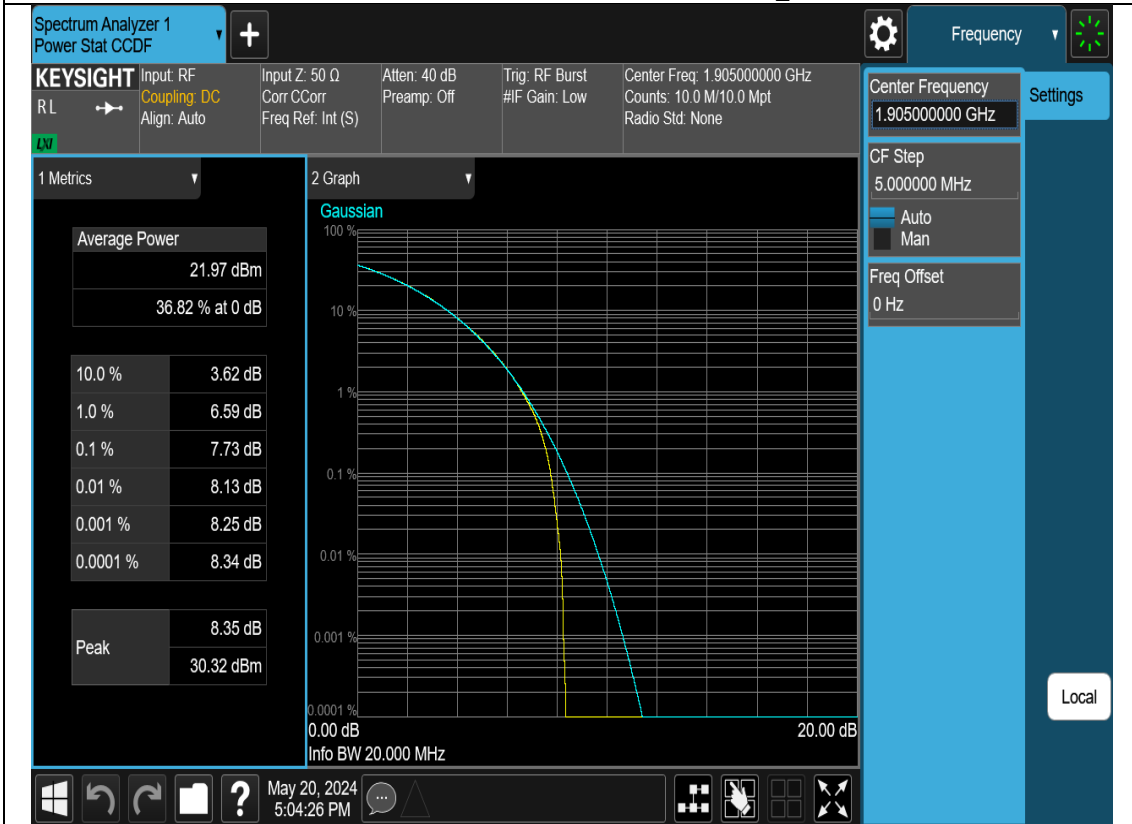 Spectrum Analyzer 1
Power Stat CCDF
Frequency
KEYSIGHT
RL
LXI
Input: RF
Coupling: DC
Align: Auto
Input Z: 50 Ω
Corr CCorr
Freq Ref: Int (S)
Atten: 40 dB
Preamp: Off
Trig: RF Burst
#IF Gain: Low
Center Freq: 1.905000000 GHz
Counts: 10.0 M/10.0 Mpt
Radio Std: None
Center Frequency
1.905000000 GHz
Settings
CF Step
5.000000 MHz
Auto
Man
Freq Offset
0 Hz
1 Metrics
Average Power
21.97 dBm
36.82 % at 0 dB
10.0 % 3.62 dB
1.0 % 6.59 dB
0.1 % 7.73 dB
0.01 % 8.13 dB
0.001 % 8.25 dB
0.0001 % 8.34 dB
Peak
8.35 dB
30.32 dBm
2 Graph
Gaussian
100 %
10 %
1 %
0.1 %
0.01 %
0.001 %
0.0001 %
0.00 dB 20.00 dB
Info BW 20.000 MHz
Local
?
May 20, 2024
5:04:26 PM